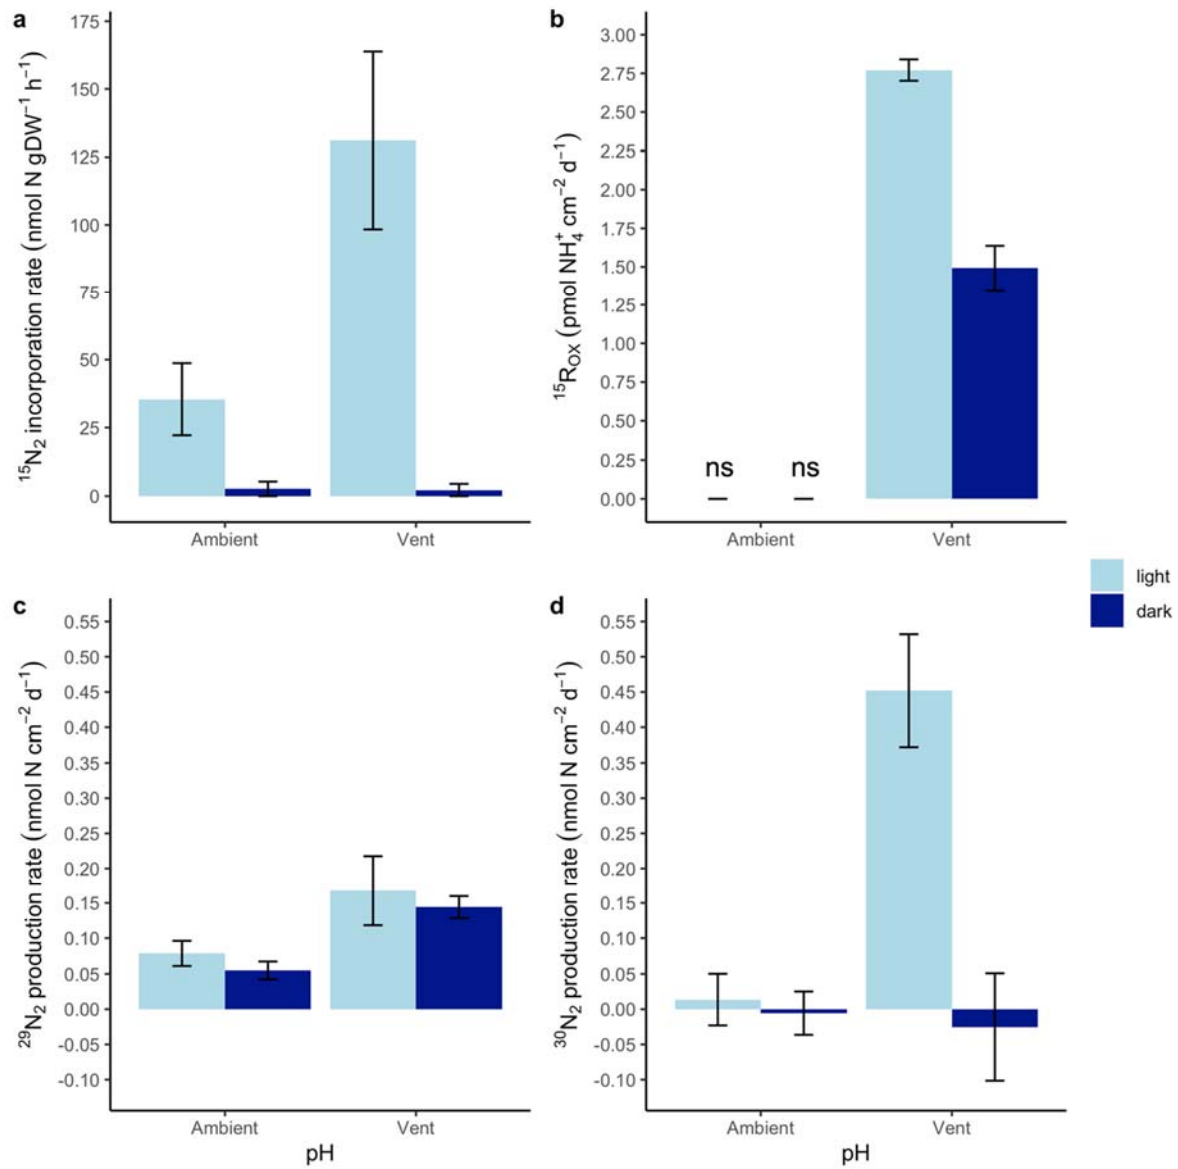 a
175
150
125
100
75
50
25
0
¹⁵N₂ incorporation rate (nmol N gDW⁻¹ h⁻¹)
Ambient
Vent
b
3.00
2.75
2.50
2.25
2.00
1.75
1.50
1.25
1.00
0.75
0.50
0.25
0.00
¹⁵R_OX (pmol NH₄⁺ cm⁻² d⁻¹)
ns
ns
Ambient
Vent
light
dark
c
0.55
0.50
0.45
0.40
0.35
0.30
0.25
0.20
0.15
0.10
0.05
0.00
-0.05
-0.10
²⁹N₂ production rate (nmol N cm⁻² d⁻¹)
Ambient
Vent
pH
d
0.55
0.50
0.45
0.40
0.35
0.30
0.25
0.20
0.15
0.10
0.05
0.00
-0.05
-0.10
³⁰N₂ production rate (nmol N cm⁻² d⁻¹)
Ambient
Vent
pH